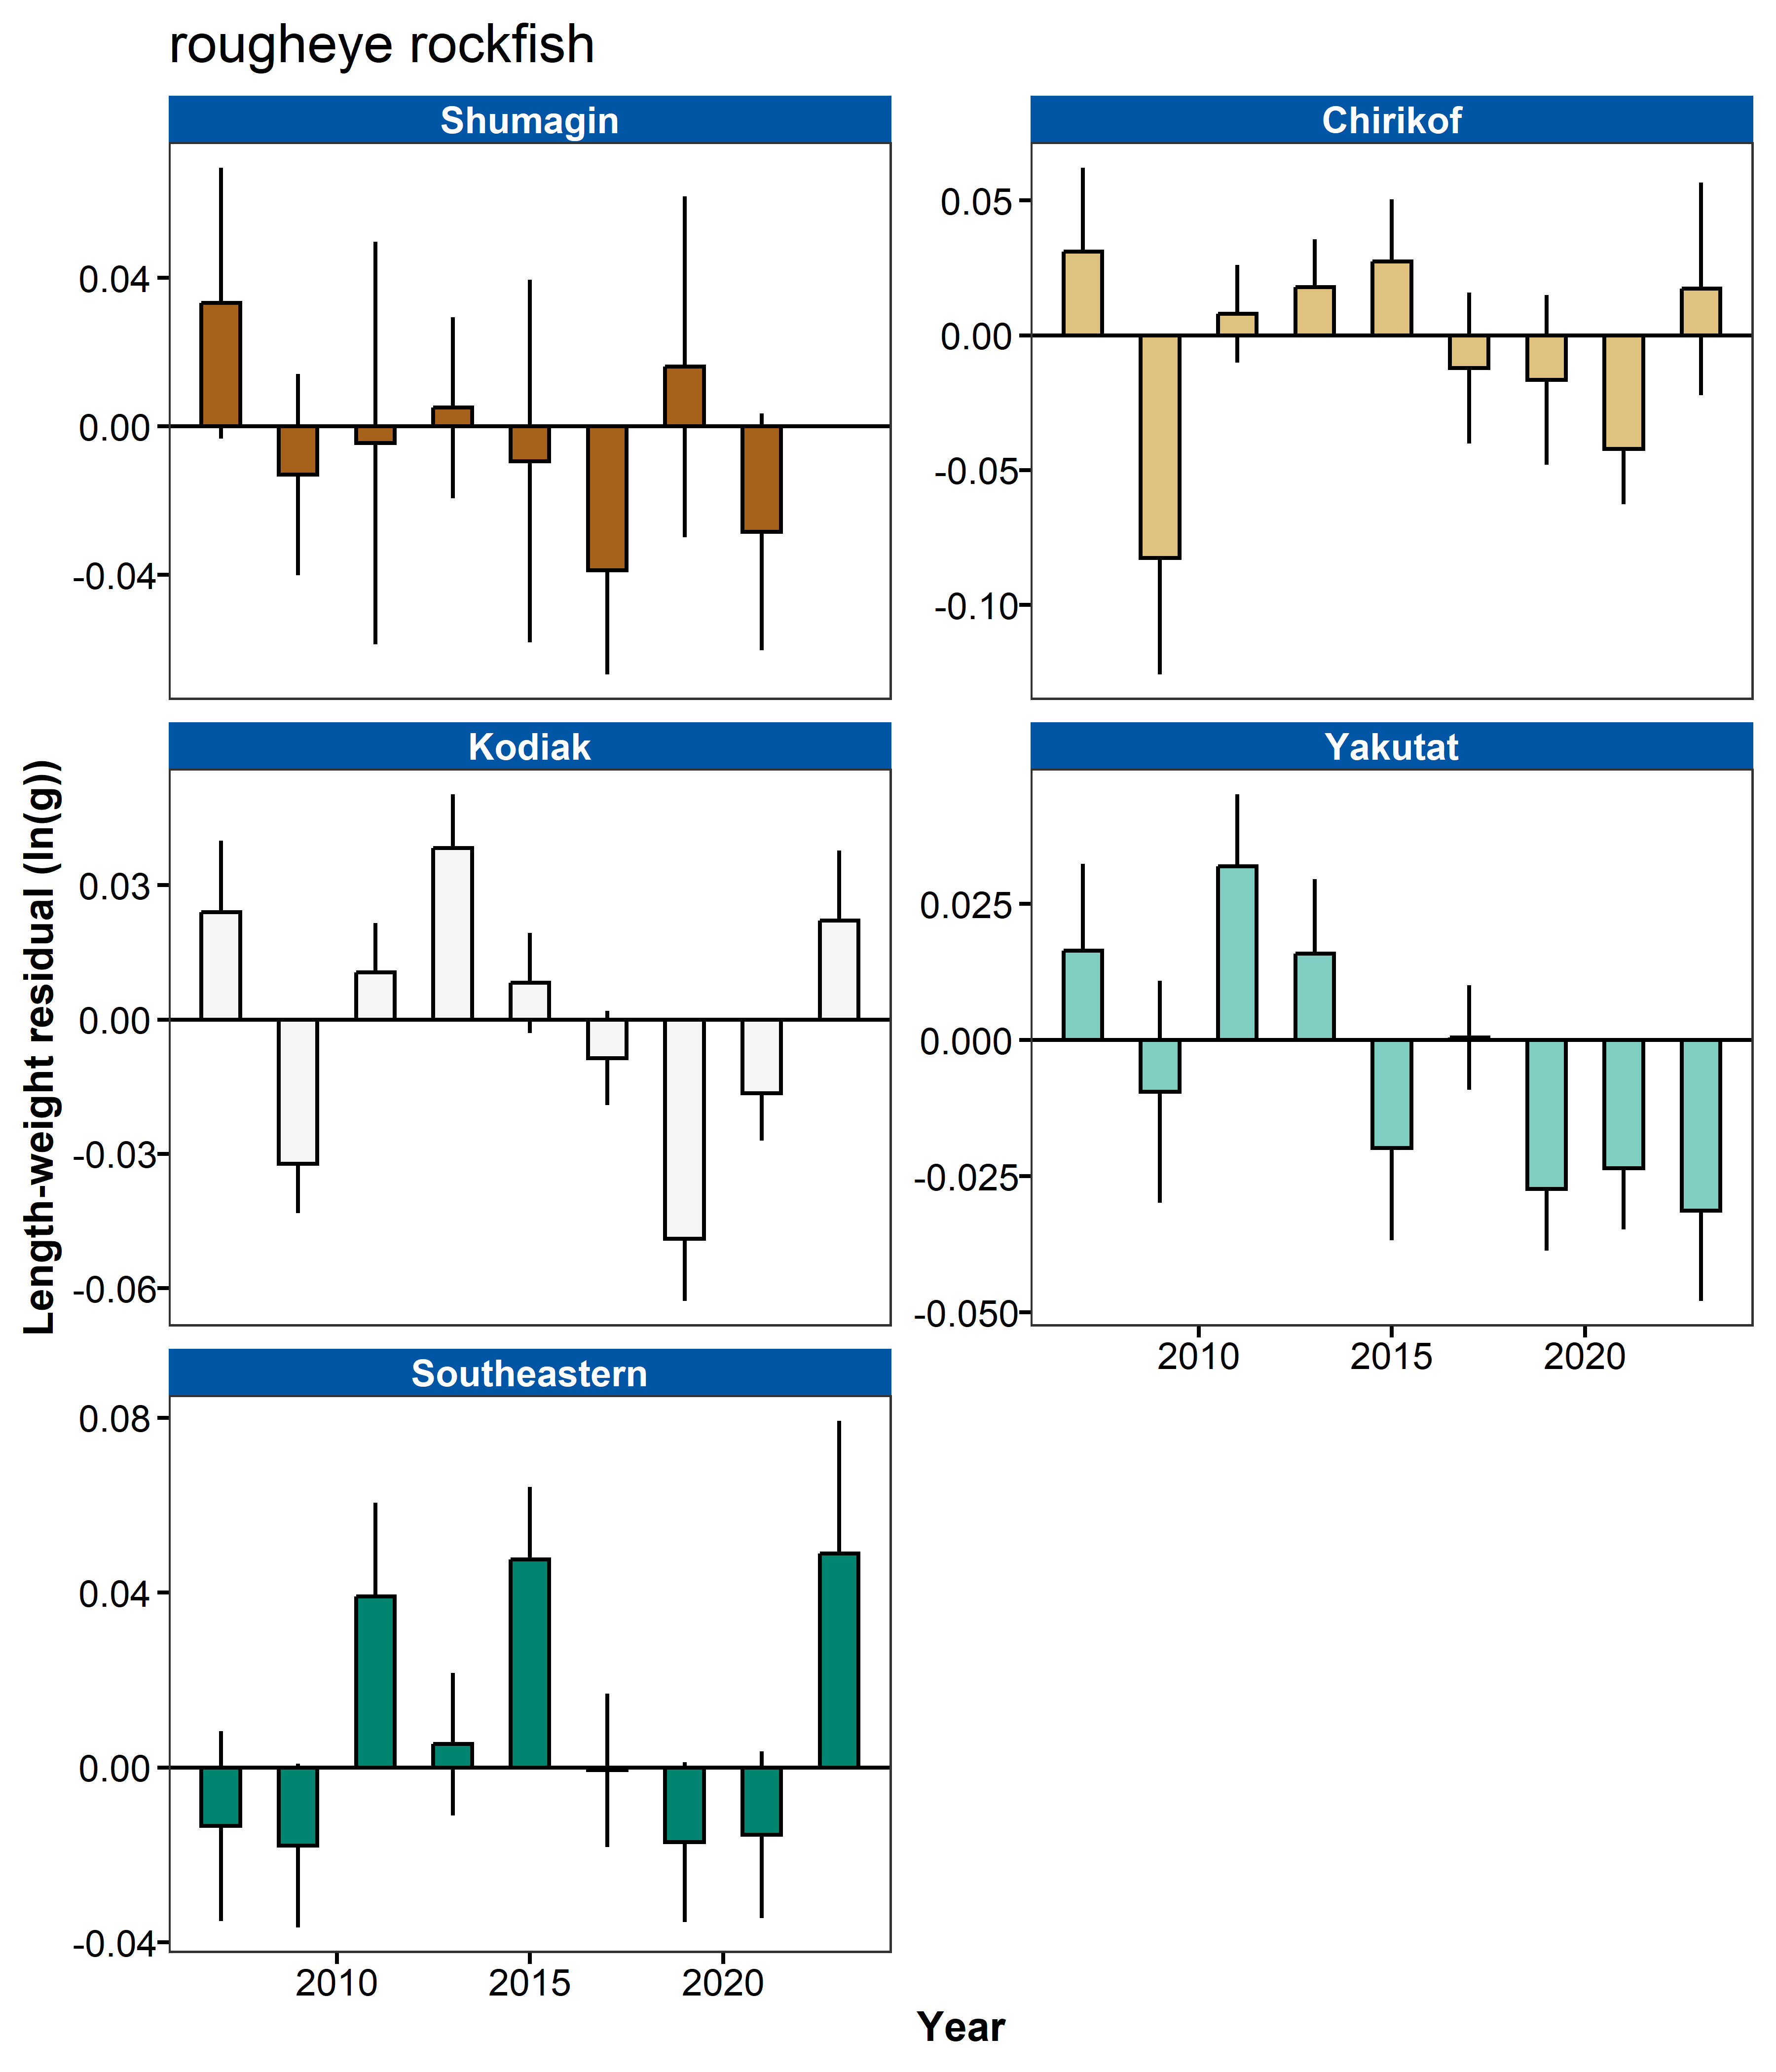 rougheye rockfish
Shumagin
Chirikof
0.04
0.00
-0.04
0.05
0.00
-0.05
-0.10
Kodiak
Yakutat
0.03
0.00
-0.03
-0.06
0.025
0.000
-0.025
-0.050
2010 2015 2020
Southeastern
0.08
0.04
0.00
-0.04
2010 2015 2020
Length-weight residual (ln(g))
Year